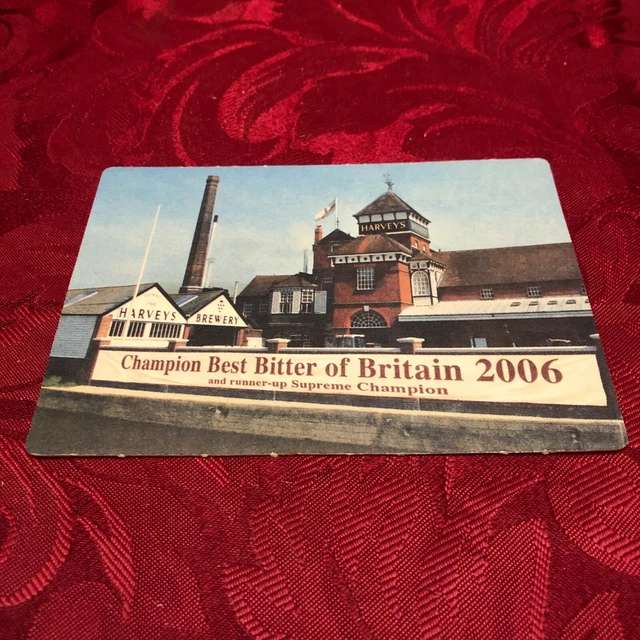 HARVEYS
HARVEYS BREWERY
Champion Best Bitter of Britain 2006
and runner-up Supreme Champion